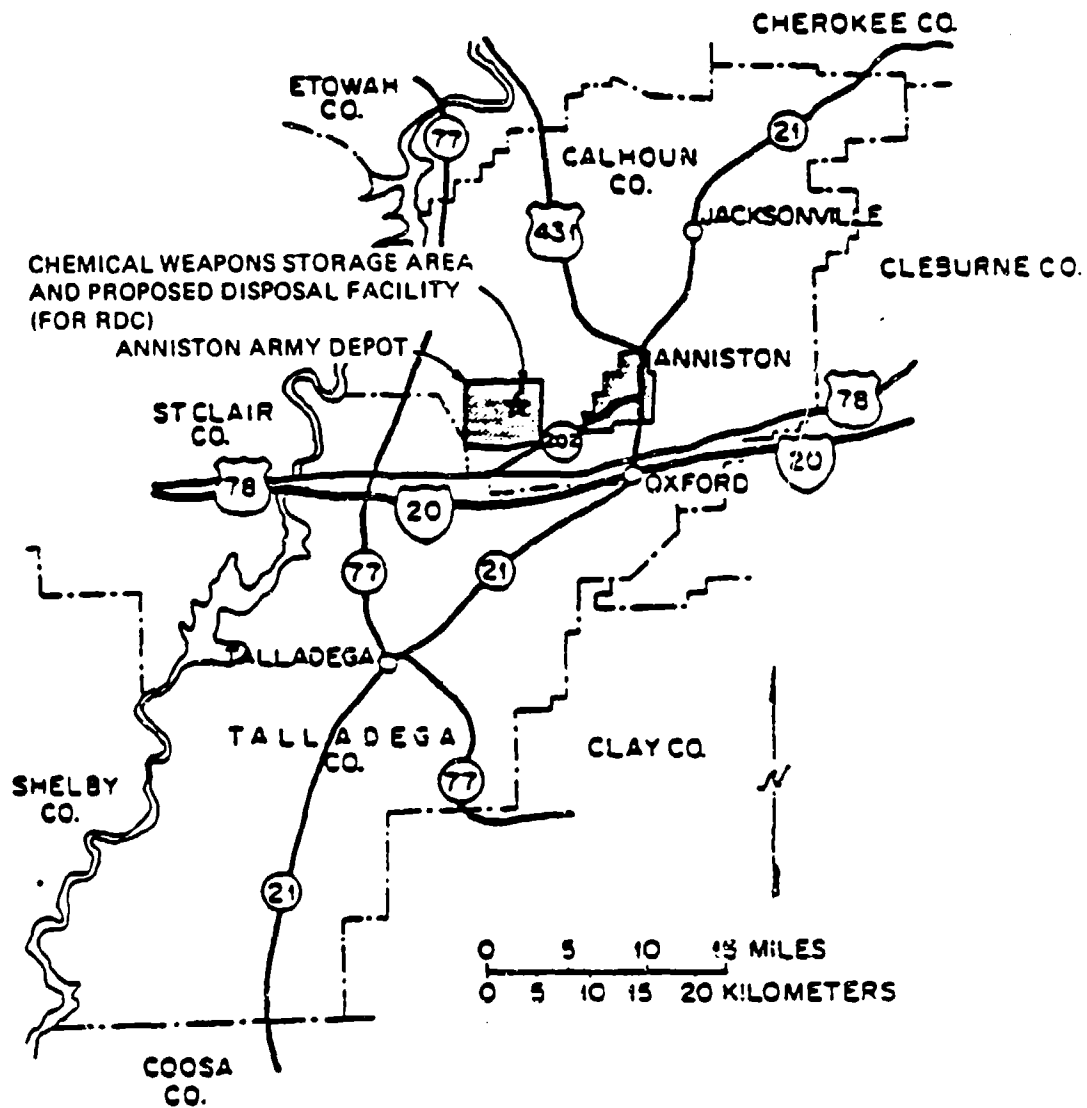 CHEROKEE CO.
ETOWAH
CO.
77
21
CALHOUN
CO.
JACKSONVILLE
431
CLEBURNE CO.
CHEMICAL WEAPONS STORAGE AREA
AND PROPOSED DISPOSAL FACILITY
(FOR RDC)
ANNISTON ARMY DEPOT
ANNISTON
ST CLAIR
CO.
78
202
78
20
OXFORD
20
77
21
TALLADEGA
TALLADEGA
CO.
CLAY CO.
77
N
SHELBY
CO.
21
0 5 10 15 MILES
0 5 10 15 20 KILOMETERS
COOSA
CO.